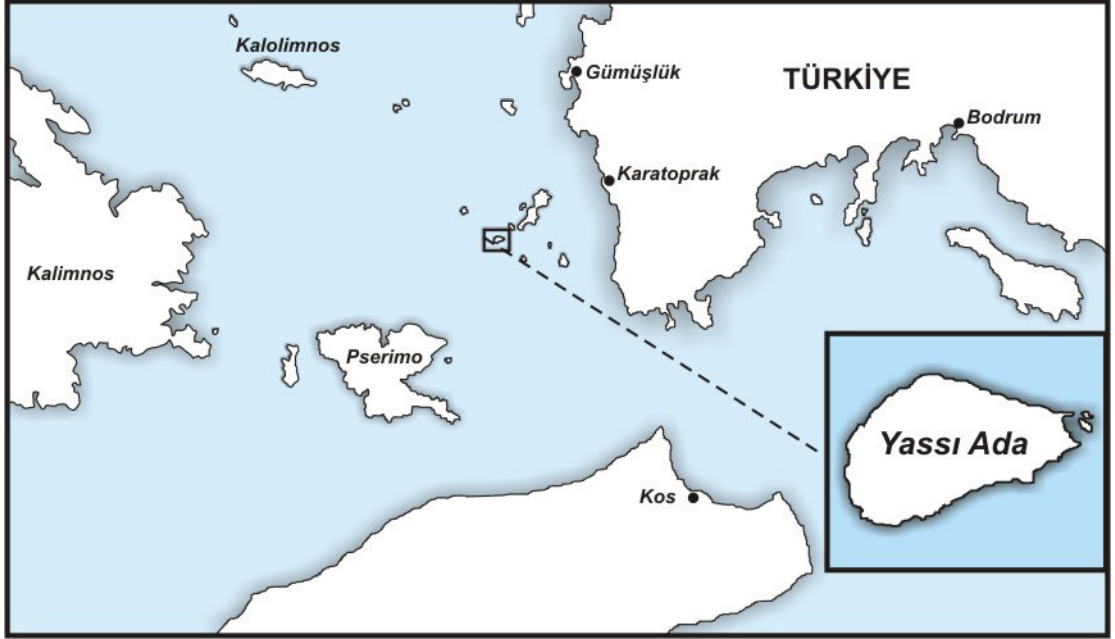 Kalolimnos
Gümüşlük
TÜRKİYE
Bodrum
Karatoprak
Kalimnos
Pserimo
Yassı Ada
Kos